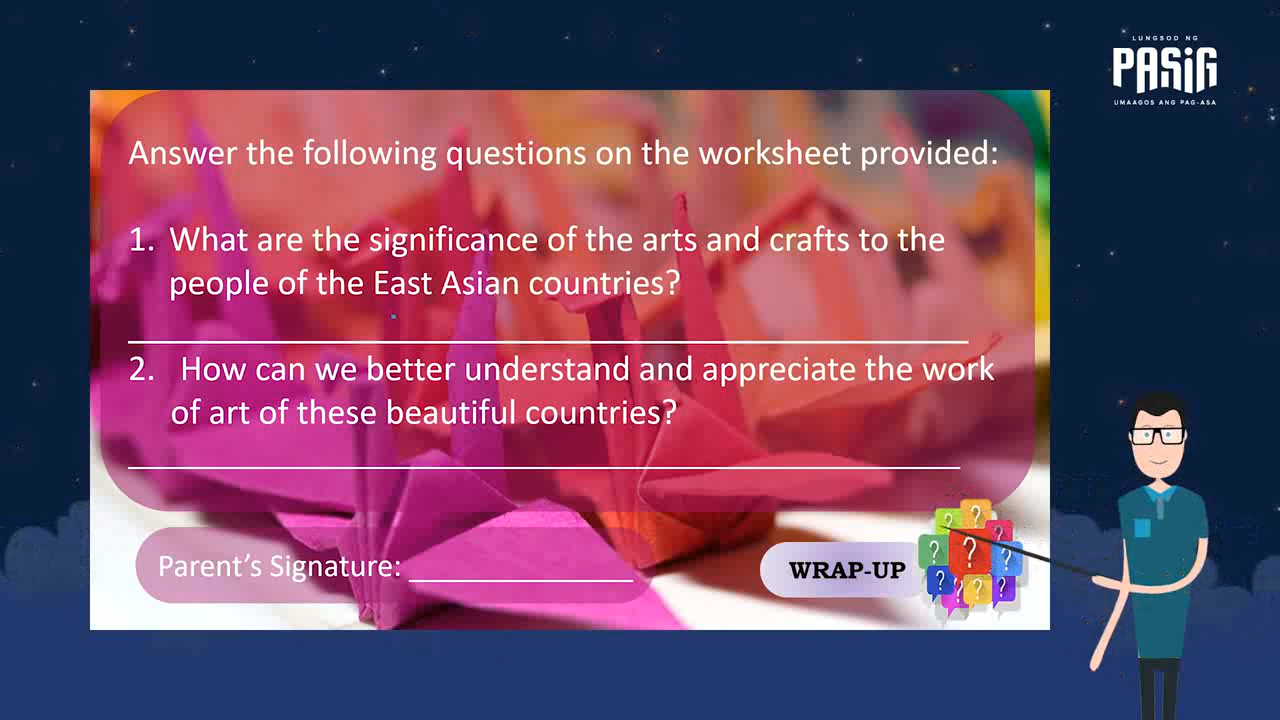 LUNGSOD NG
PASIG
UMAAGOS ANG PAG-ASA
Answer the following questions on the worksheet provided:
1. What are the significance of the arts and crafts to the
people of the East Asian countries?
2. How can we better understand and appreciate the work
of art of these beautiful countries?
Parent's Signature:
WRAP-UP